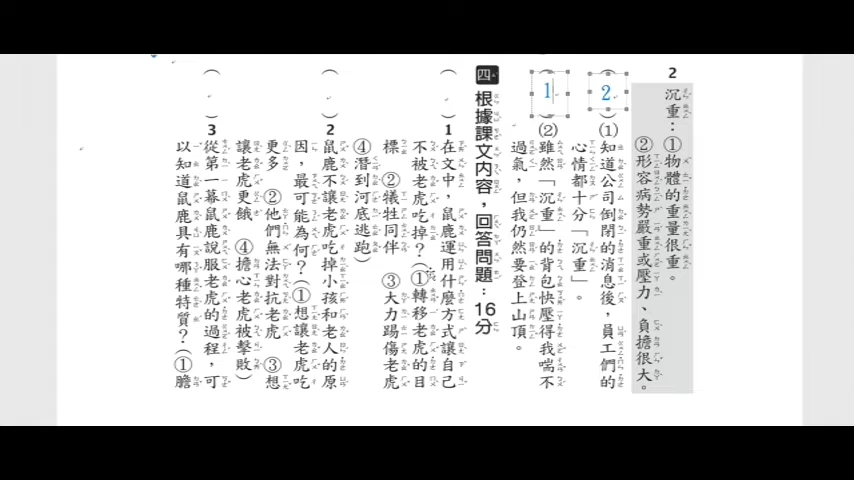 2 沉重：①物體的重量很重。
②形容病勢嚴重或壓力、負擔很大。
( 2 ) (1)知道公司倒閉的消息後，員工們的
心情都十分「沉重」。
( 1 ) (2)雖然「沉重」的背包快壓得我喘不
過氣，但我仍然要登上山頂。
四 根據課文內容，回答問題：16分
( ) 1 在文中，鼠鹿運用什麼方式讓自己
不被老虎吃掉？（①轉移老虎的目
標 ②犧牲同伴 ③大力踢傷老虎
④潛到河底逃跑）
( ) 2 鼠鹿不讓老虎吃掉小孩和老人的原
因，最可能為何？（①想讓老虎吃
更多 ②他們無法對抗老虎 ③想
讓老虎更餓 ④擔心老虎被擊敗）
( ) 3 從第一幕鼠鹿說服老虎的過程，可
以知道鼠鹿具有哪種特質？（①膽